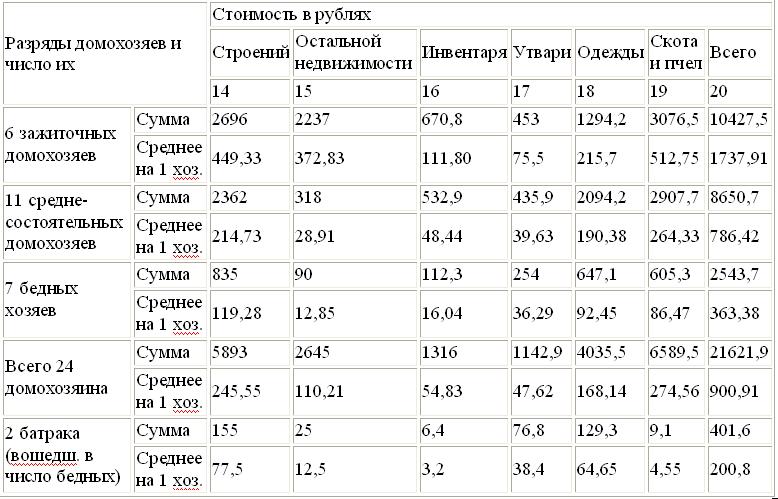 Разряды домохозяев и число их
Стоимость в рублях
Строений Остальной недвижимости Инвентаря Утвари Одежды Скота и пчел Всего
14 15 16 17 18 19 20
6 зажиточных домохозяев
Сумма 2696 2237 670,8 453 1294,2 3076,5 10427,5
Среднее на 1 хоз. 449,33 372,83 111,80 75,5 215,7 512,75 1737,91
11 средне-состоятельных домохозяев
Сумма 2362 318 532,9 435,9 2094,2 2907,7 8650,7
Среднее на 1 хоз. 214,73 28,91 48,44 39,63 190,38 264,33 786,42
7 бедных хозяев
Сумма 835 90 112,3 254 647,1 605,3 2543,7
Среднее на 1 хоз. 119,28 12,85 16,04 36,29 92,45 86,47 363,38
Всего 24 домохозяина
Сумма 5893 2645 1316 1142,9 4035,5 6589,5 21621,9
Среднее на 1 хоз. 245,55 110,21 54,83 47,62 168,14 274,56 900,91
2 батрака (вошедш. в число бедных)
Сумма 155 25 6,4 76,8 129,3 9,1 401,6
Среднее на 1 хоз. 77,5 12,5 3,2 38,4 64,65 4,55 200,8